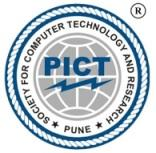 ®
SOCIETY FOR COMPUTER TECHNOLOGY AND RESEARCH
PICT
• PUNE •